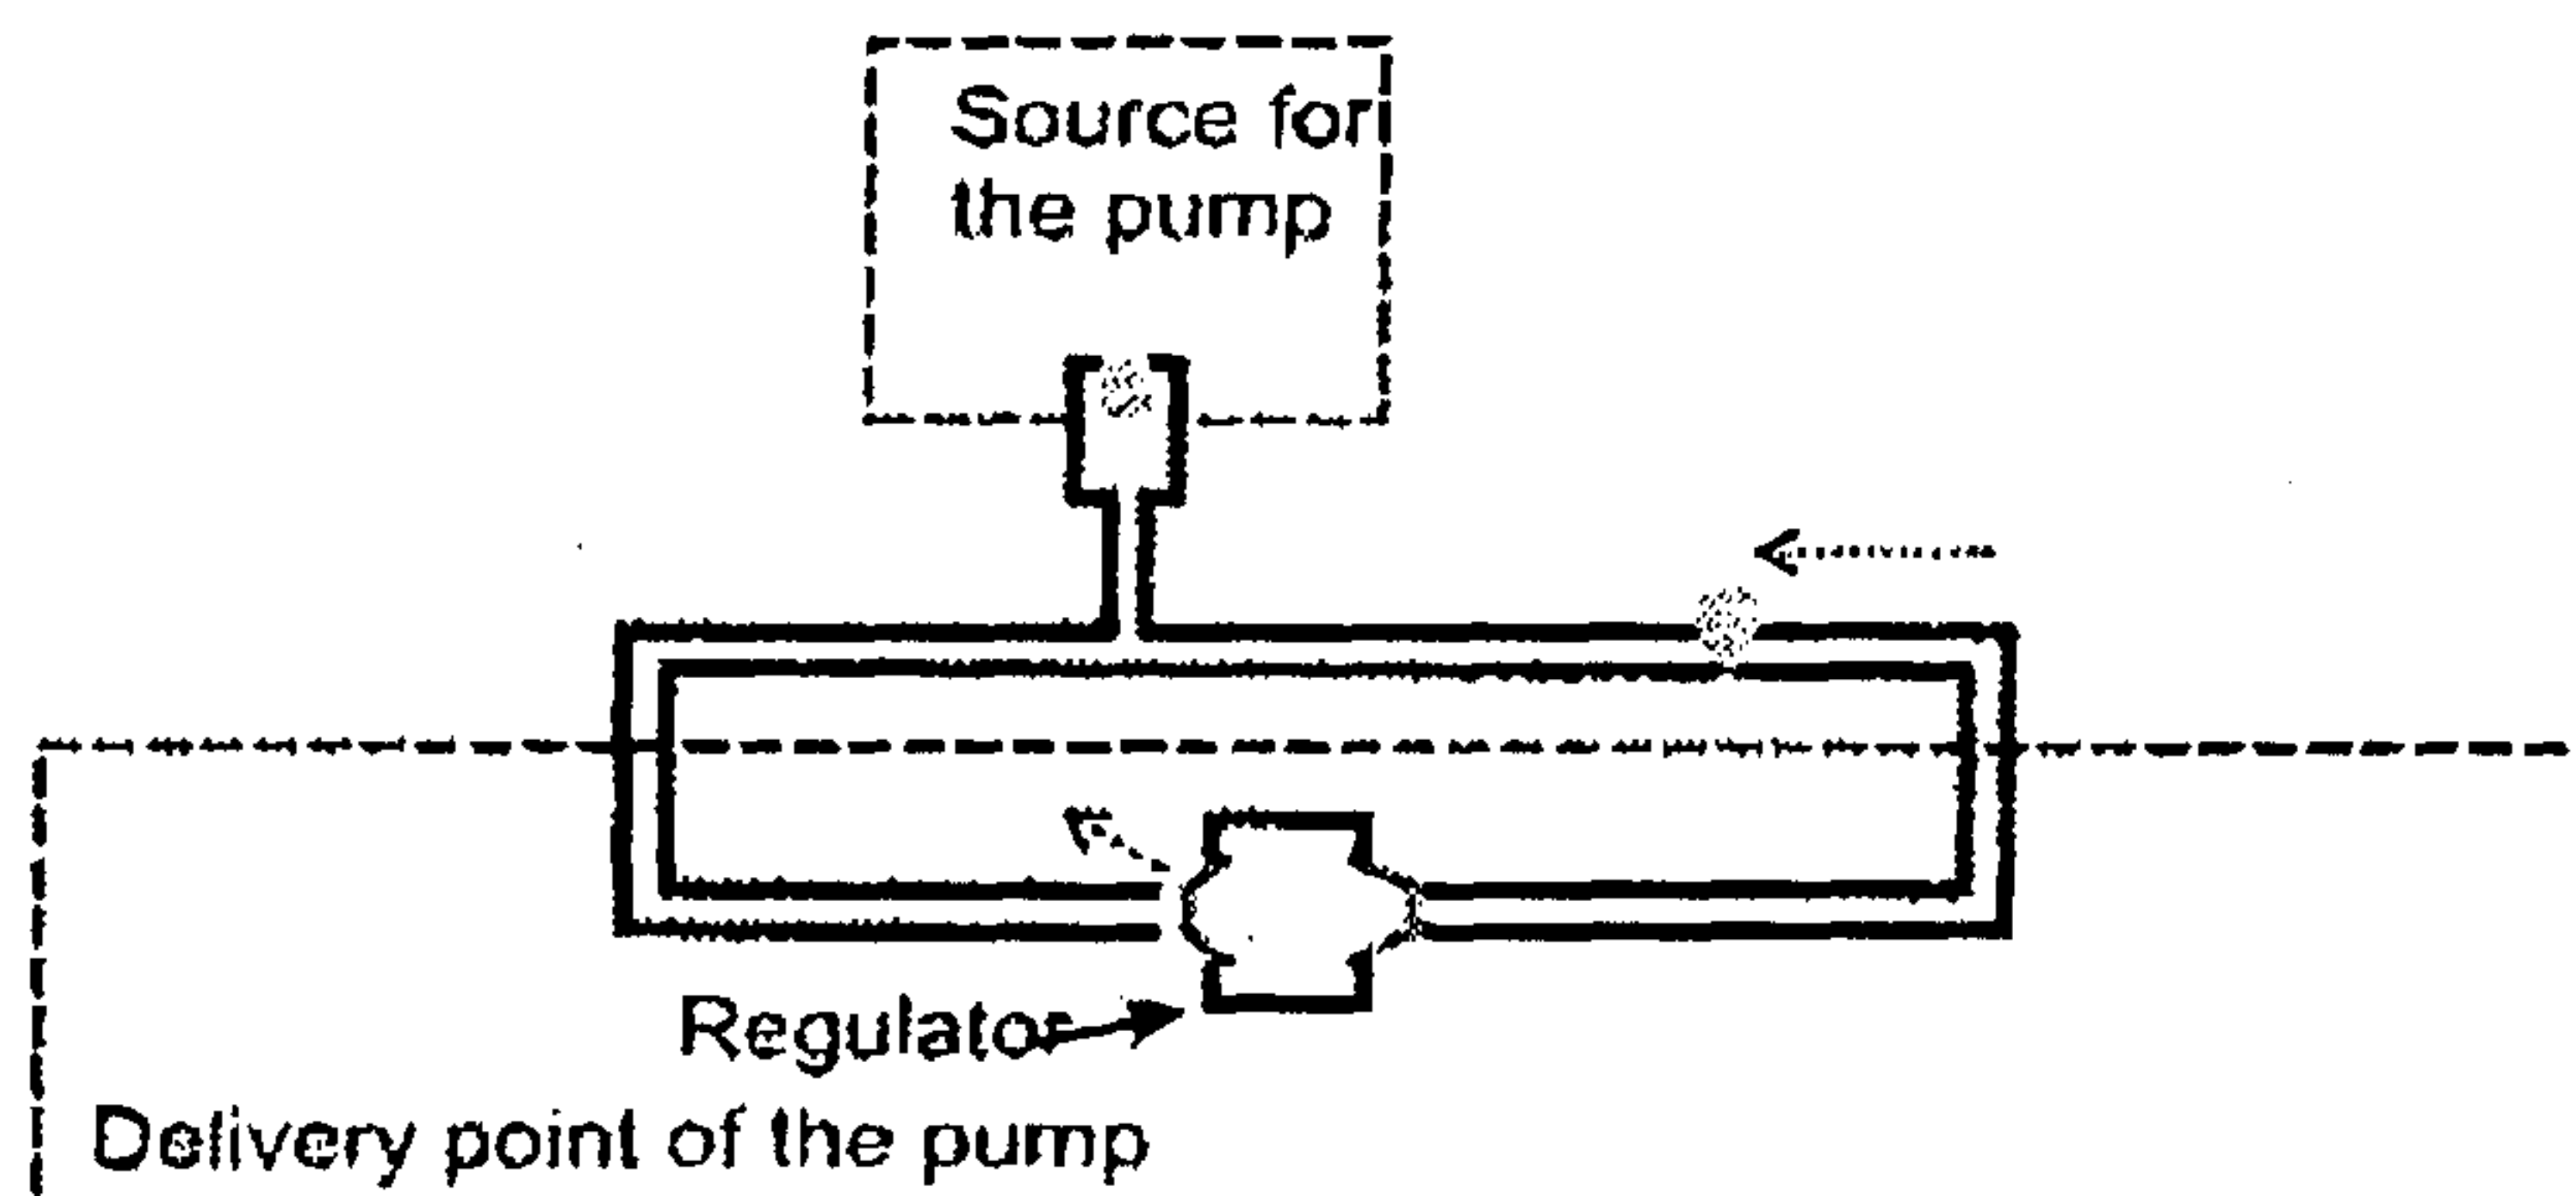 Source for
the pump
Regulator
Delivery point of the pump